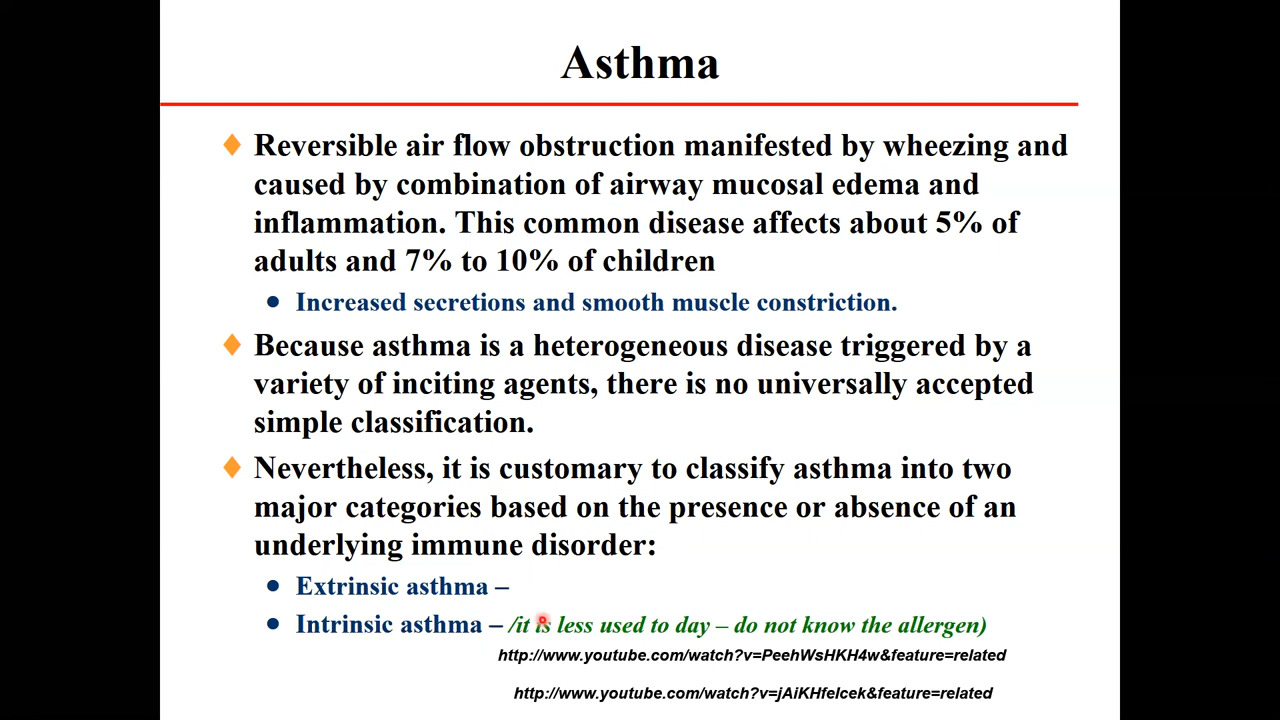 Asthma
Reversible air flow obstruction manifested by wheezing and
caused by combination of airway mucosal edema and
inflammation. This common disease affects about 5% of
adults and 7% to 10% of children
Increased secretions and smooth muscle constriction.
Because asthma is a heterogeneous disease triggered by a
variety of inciting agents, there is no universally accepted
simple classification.
Nevertheless, it is customary to classify asthma into two
major categories based on the presence or absence of an
underlying immune disorder:
Extrinsic asthma –
Intrinsic asthma – /it is less used to day – do not know the allergen)
http://www.youtube.com/watch?v=PeehWsHKH4w&feature=related
http://www.youtube.com/watch?v=jAiKHfelcek&feature=related